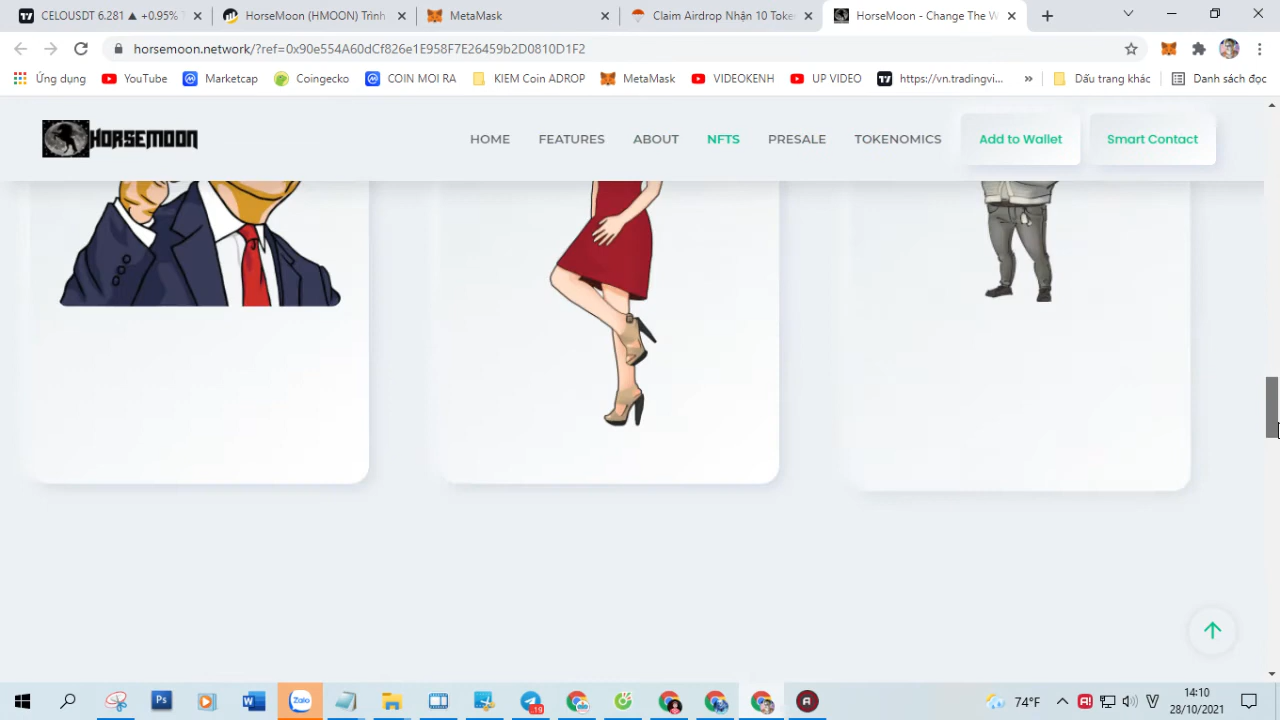 CELOUSDT 6.281 ▲ +0.95%
HorseMoon (HMOON) Trình
MetaMask
Claim Airdrop Nhận 10 Toke
HorseMoon - Change The W
horsemoon.network/?ref=0x90e554A60dCf826e1E958F7E26459b2D0810D1F2
Ứng dụng
YouTube
Marketcap
Coingecko
COIN MOI RA
KIEM Coin ADROP
MetaMask
VDEOKENH
UP VIDEO
https://vn.tradingvi...
»
Dấu trang khác
Danh sách đọc
HORSEMOON
HOME
FEATURES
ABOUT
NFTS
PRESALE
TOKENOMICS
Add to Wallet
Smart Contact
19
74°F
14:10
28/10/2021